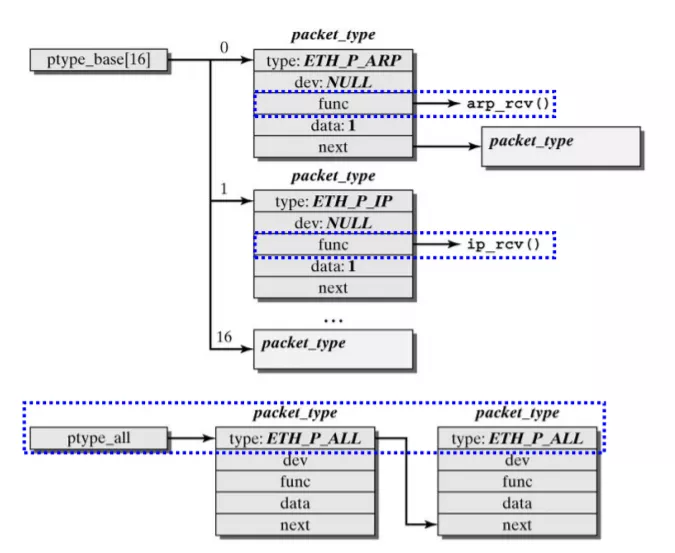 packet_type
ptype_base[16]
0
type: ETH_P_ARP
dev: NULL
func
arp_rcv()
data: 1
next
packet_type
packet_type
1
type: ETH_P_IP
dev: NULL
func
ip_rcv()
data: 1
next
...
16
packet_type
packet_type
packet_type
ptype_all
type: ETH_P_ALL
type: ETH_P_ALL
dev
dev
func
func
data
data
next
next